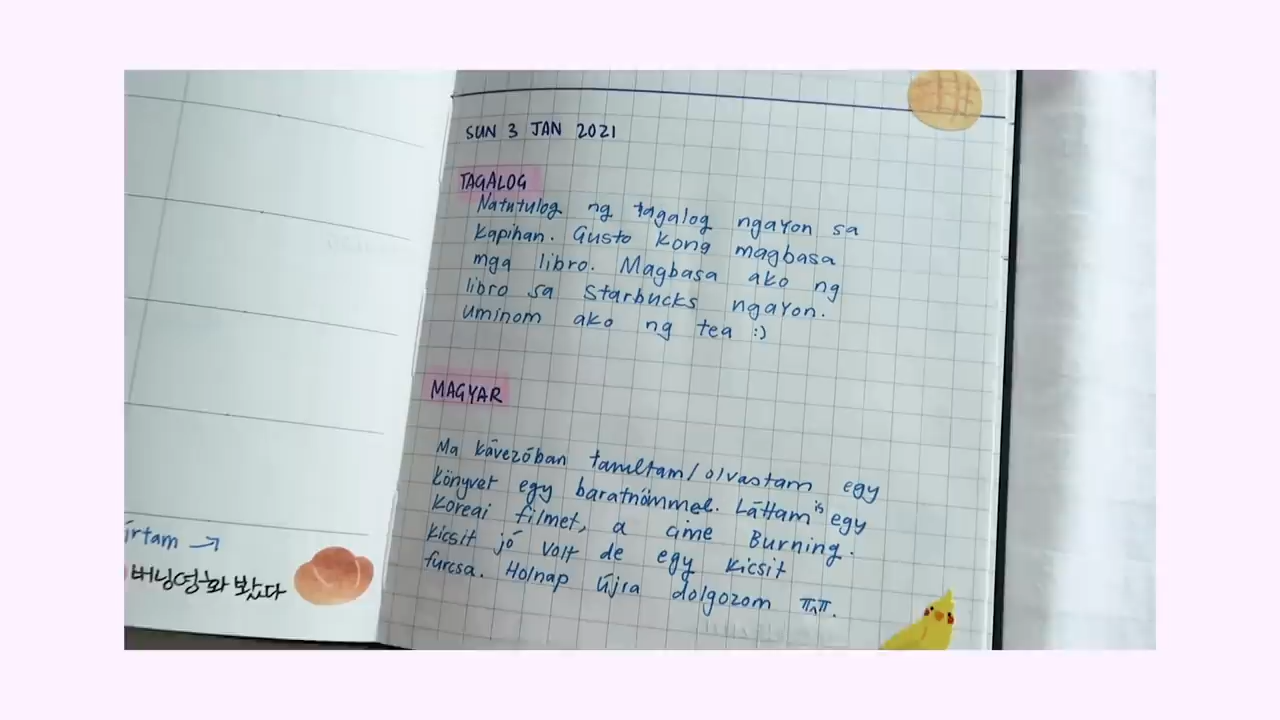 SUN 3 JAN 2021
TAGALOG
Natutulog ng tagalog ngayon sa
kapihan. Gusto kong magbasa
mga libro. Magbasa ako ng
libro sa Starbucks ngayon.
uminom ako ng tea :)
MAGYAR
Ma kávezóban tanultam/olvastam egy
könyvet egy baratnömmel. Láttam is egy
Koreai filmet, a cime Burning.
kicsit jó volt de egy kicsit
furcsa. Holnap újra dolgozom ㅠㅠ.
írtam →
버닝영화 봤다